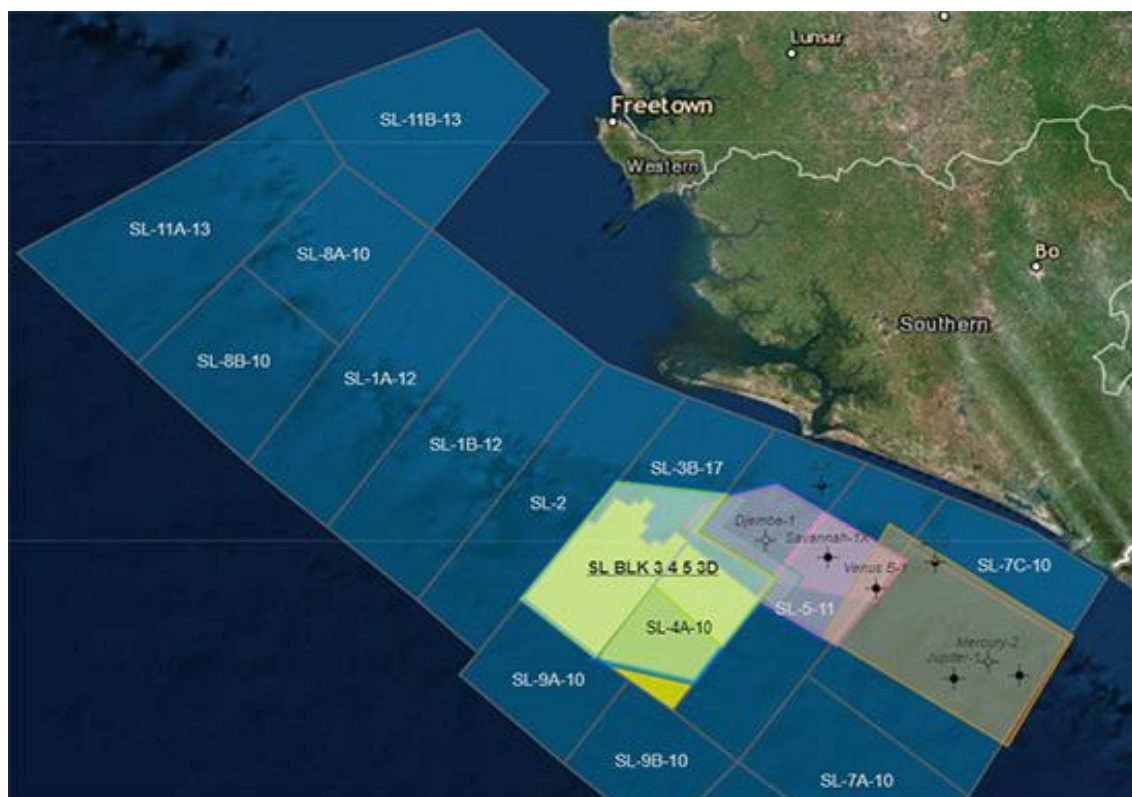 Lunsar
Freetown
SL-11B-13
Western
SL-11A-13
SL-8A-10
Bo
Southern
SL-8B-10
SL-1A-12
SL-1B-12
SL-3B-17
SL-2
Djembe-1
Savannah-1X
Venus B-1
SL-7C-10
SL BLK 3 4 5 3D
SL-5-11
SL-4A-10
Mercury-2
Jupiter-1
SL-9A-10
SL-9B-10
SL-7A-10